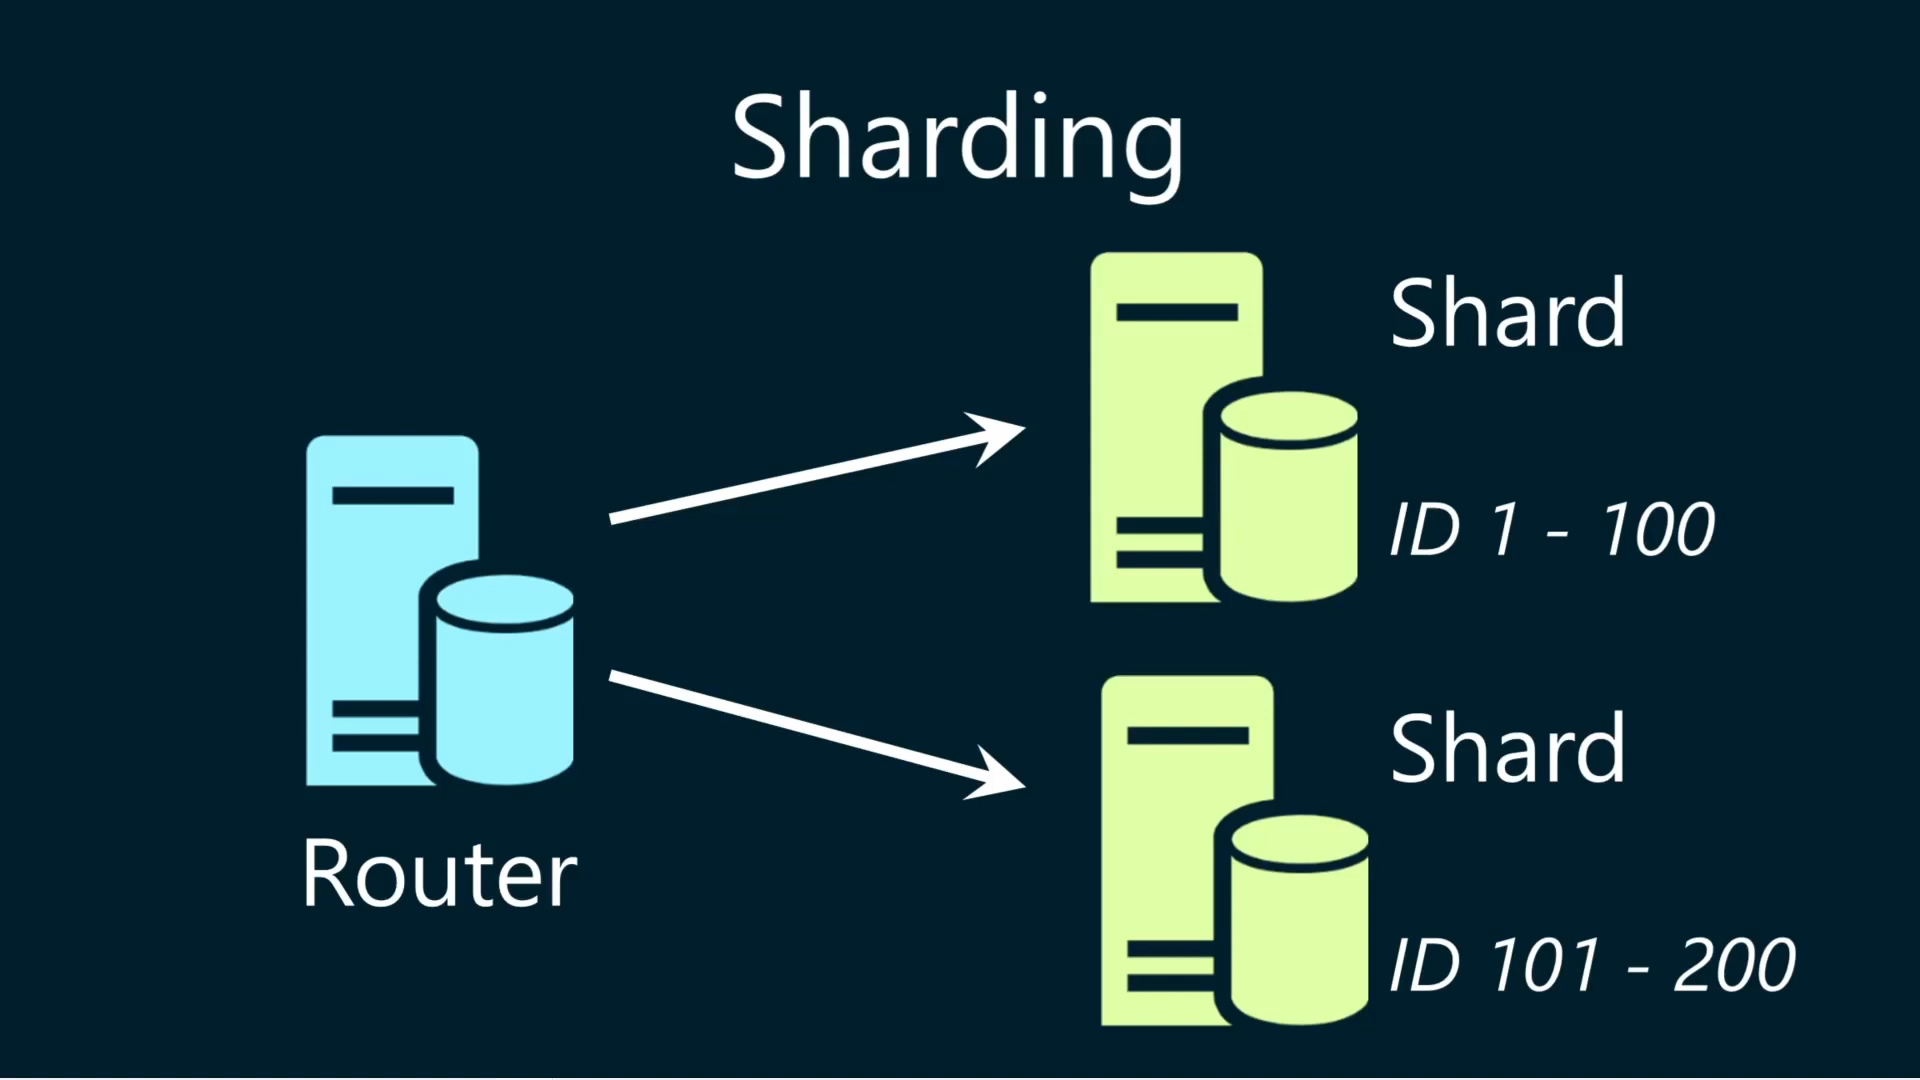 Sharding
Shard
ID 1 - 100
Router
Shard
ID 101 - 200